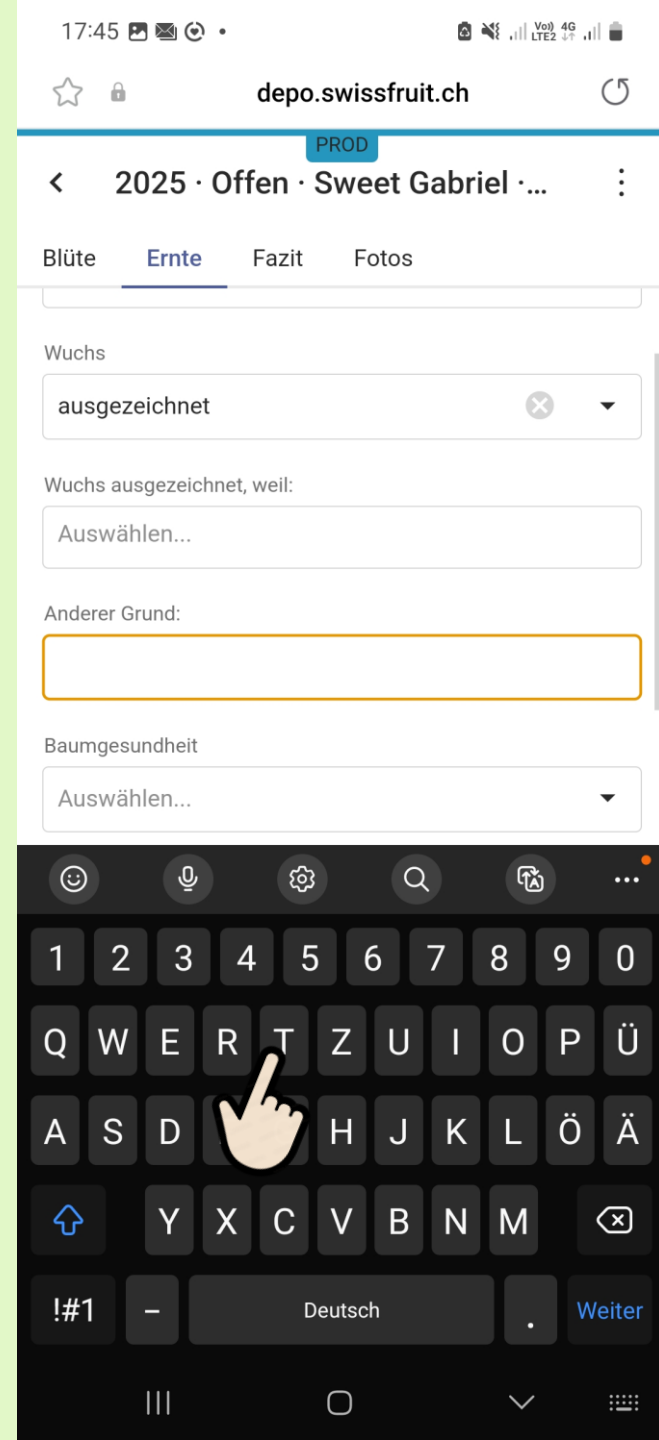 17:45
Vo)) 4G
LTE2
depo.swissfruit.ch
PROD
2025 · Offen · Sweet Gabriel ·...
Blüte Ernte Fazit Fotos
Wuchs
ausgezeichnet
Wuchs ausgezeichnet, weil:
Auswählen...
Anderer Grund:
Baumgesundheit
Auswählen...
1 2 3 4 5 6 7 8 9 0
Q W E R T Z U I O P Ü
A S D H J K L Ö Ä
Y X C V B N M
!#1 – Deutsch . Weiter